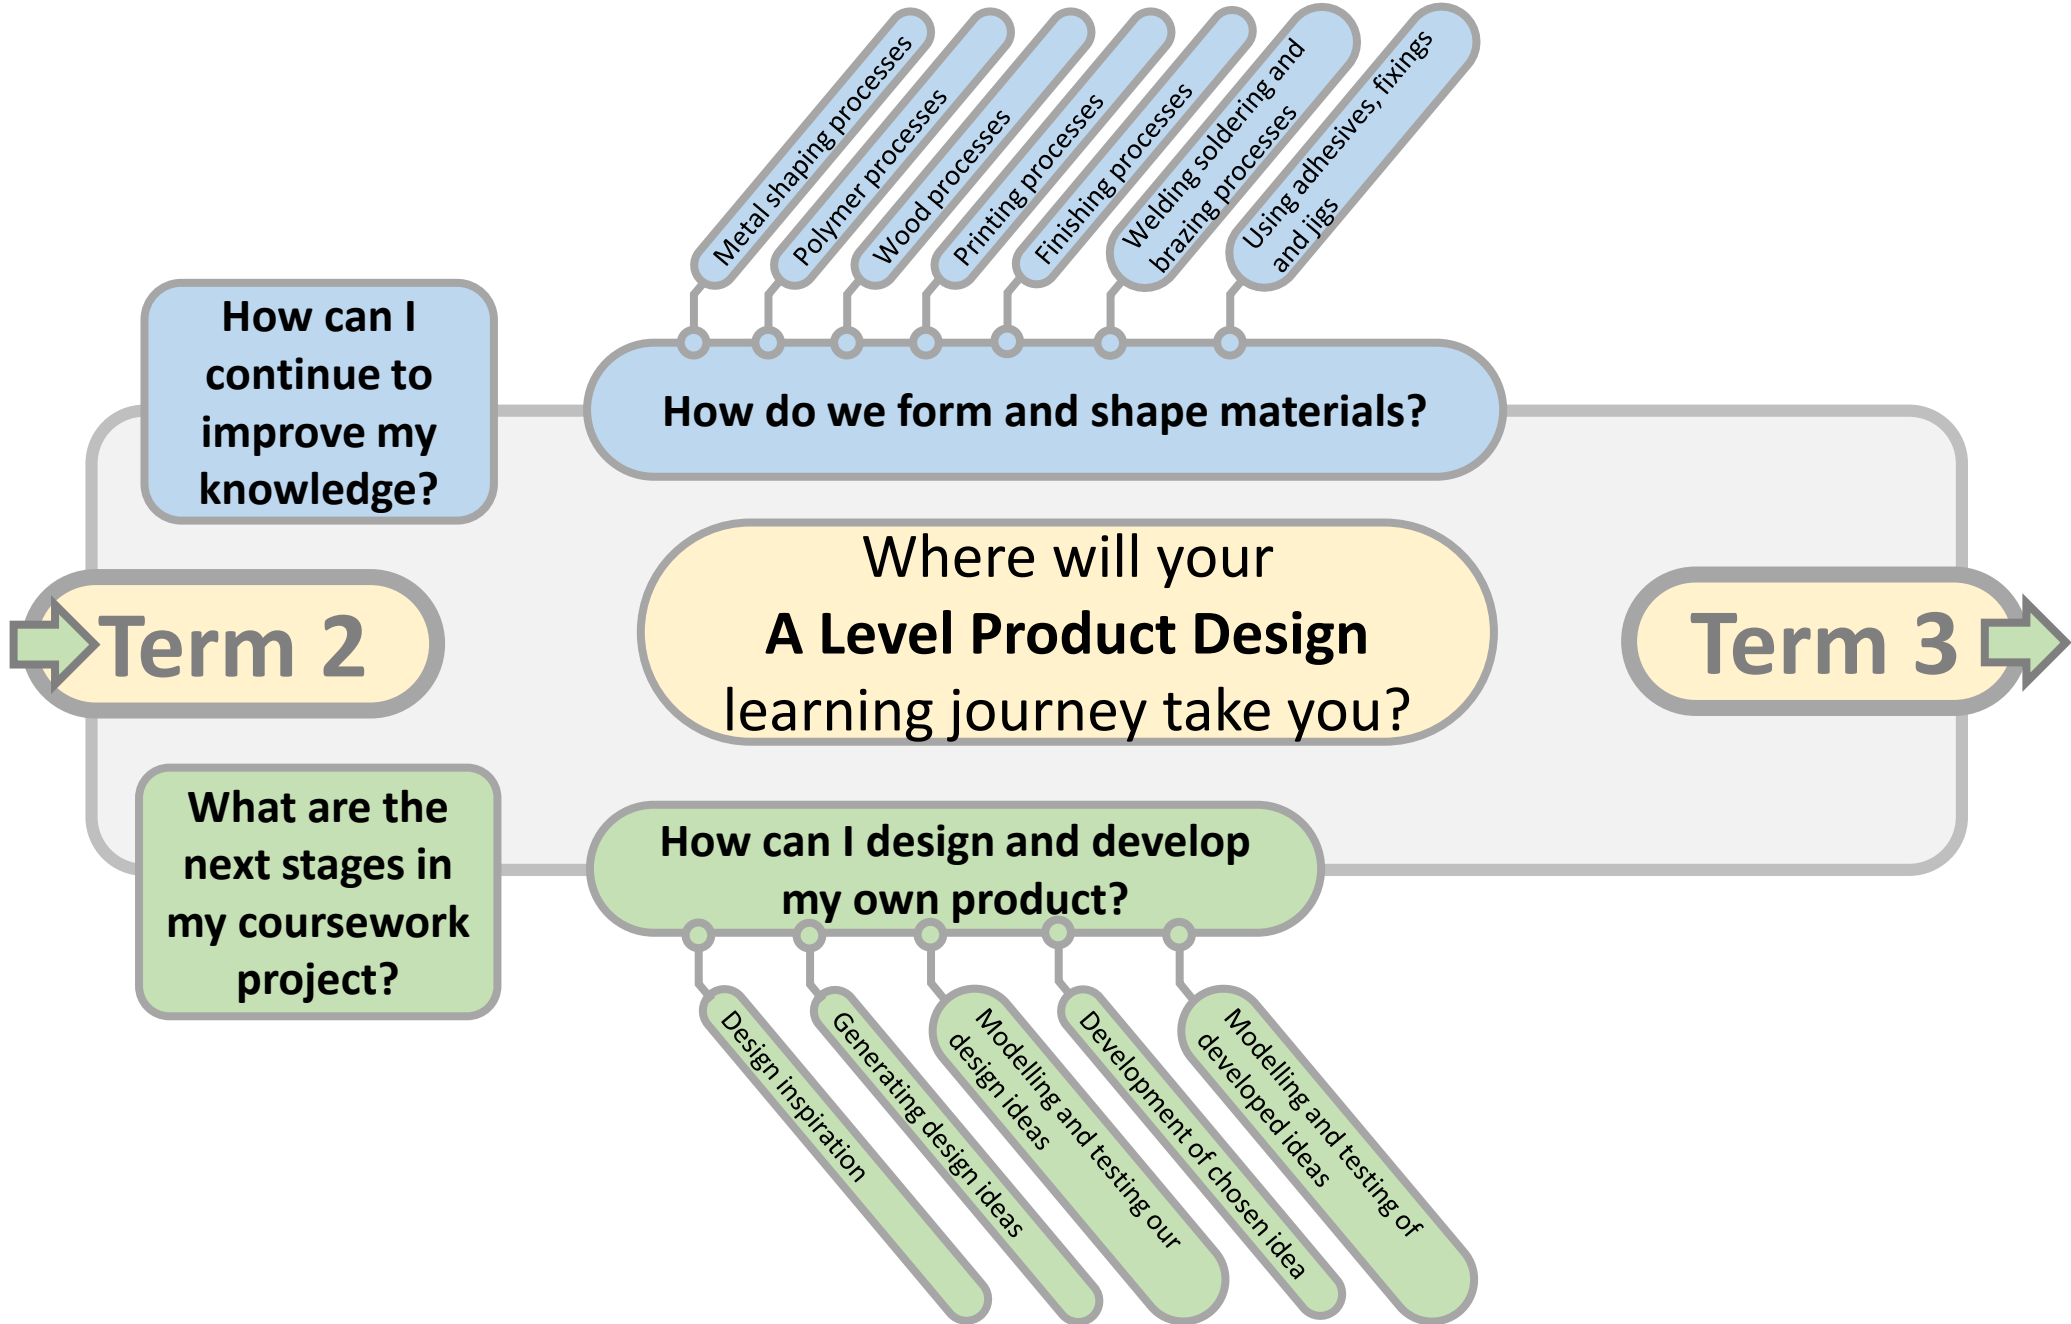 Metal shaping processes
Polymer processes
Wood processes
Printing processes
Finishing processes
Welding soldering and
brazing processes
Using adhesives, fixings
and jigs
How can I
continue to
improve my
knowledge?
How do we form and shape materials?
Where will your
A Level Product Design
learning journey take you?
Term 2
Term 3
What are the
next stages in
my coursework
project?
How can I design and develop
my own product?
Design inspiration
Generating design ideas
Modelling and testing our
design ideas
Development of chosen idea
Modelling and testing of
developed ideas